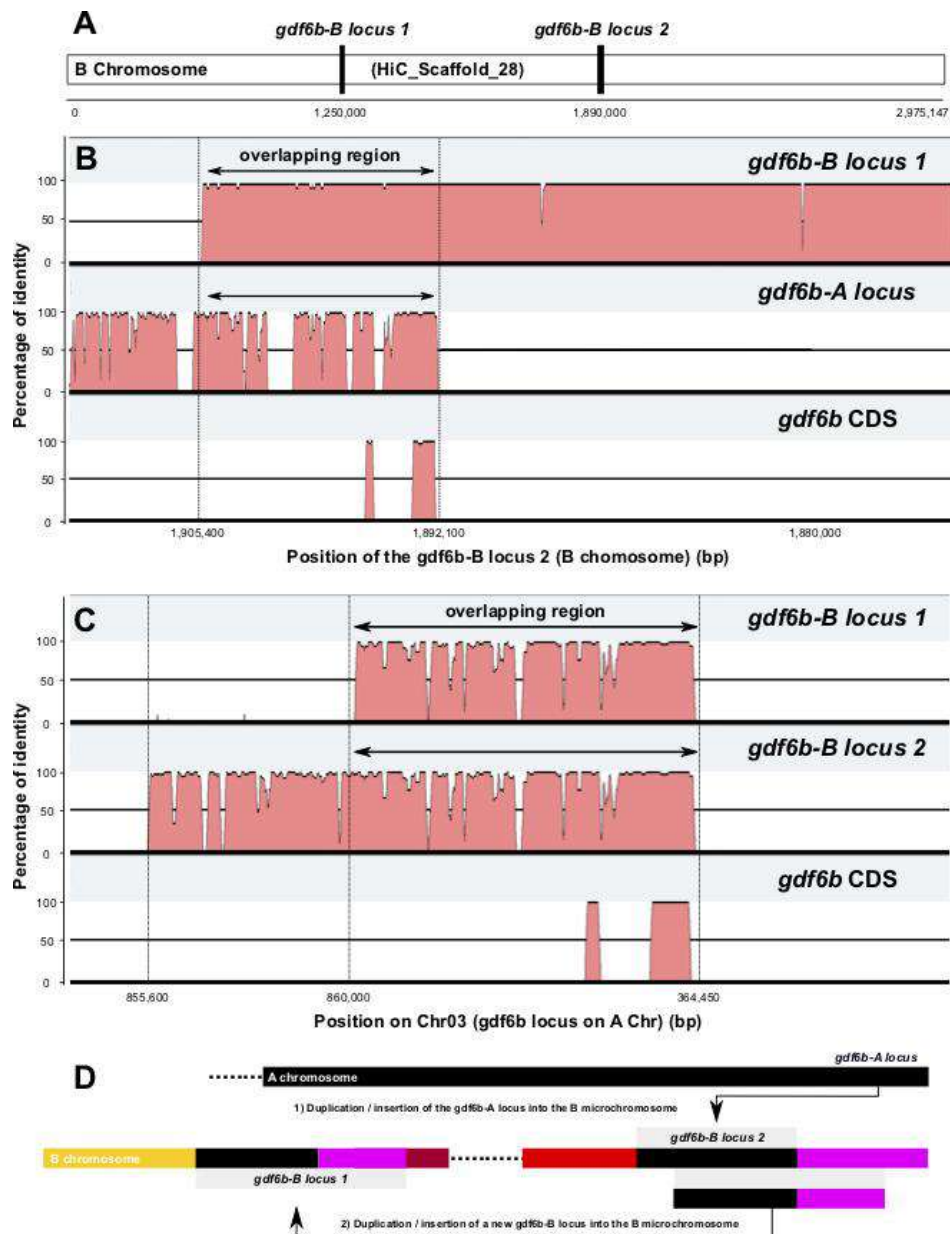 A
gdf6b-B locus 1
gdf6b-B locus 2
B Chromosome
(HiC_Scaffold_28)
0
1,250,000
1,890,000
2,975,147
B
overlapping region
gdf6b-B locus 1
100
50
0
gdf6b-A locus
100
50
0
gdf6b CDS
100
50
0
Percentage of identity
1,905,400
1,892,100
1,880,000
Position of the gdf6b-B locus 2 (B chomosome) (bp)
C
overlapping region
gdf6b-B locus 1
100
50
0
gdf6b-B locus 2
100
50
0
gdf6b CDS
100
50
0
Percentage of identity
855,600
860,000
364,450
Position on Chr03 (gdf6b locus on A Chr) (bp)
D
gdf6b-A locus
A chromosome
1) Duplication / insertion of the gdf6b-A locus into the B microchromosome
gdf6b-B locus 2
B chromosome
gdf6b-B locus 1
2) Duplication / insertion of a new gdf6b-B locus into the B microchromosome